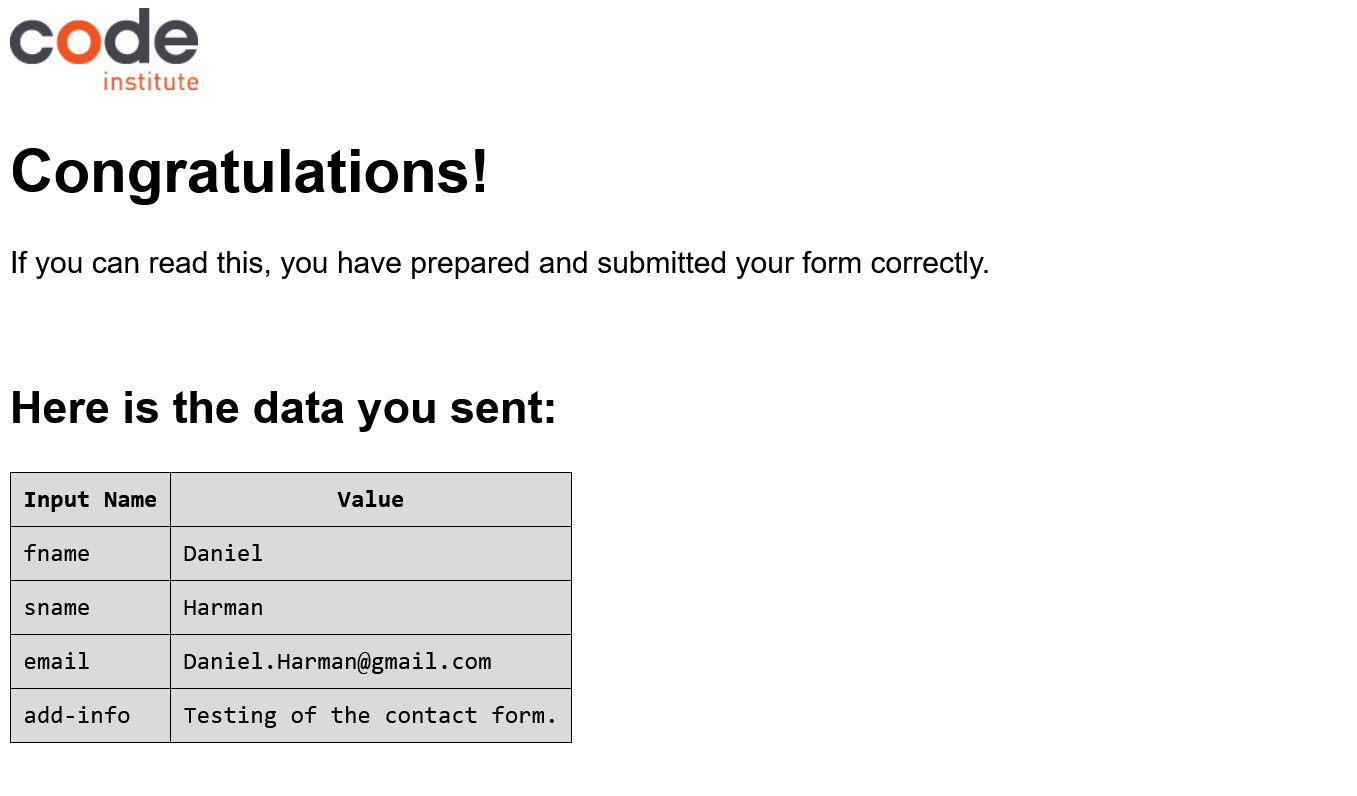 code
institute
Congratulations!
If you can read this, you have prepared and submitted your form correctly.
Here is the data you sent:
Input Name Value
fname Daniel
sname Harman
email Daniel.Harman@gmail.com
add-info Testing of the contact form.